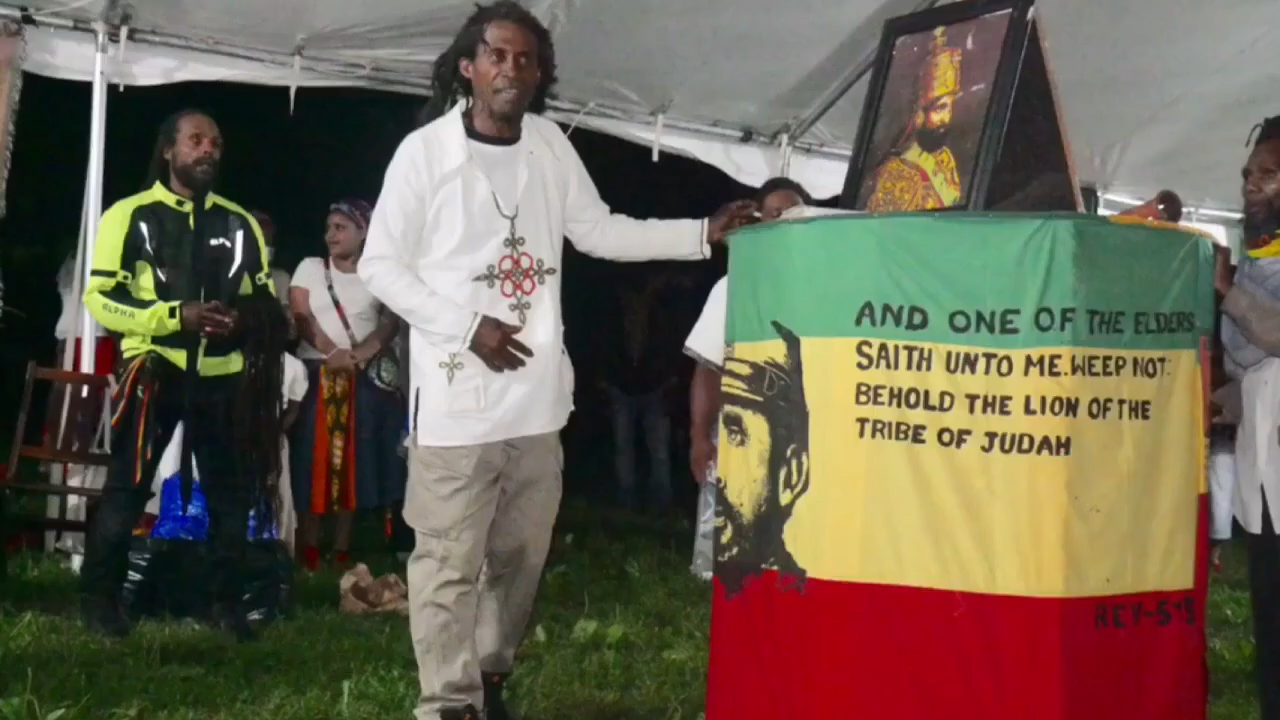 AND ONE OF THE ELDERS
SAITH UNTO ME. WEEP NOT:
BEHOLD THE LION OF THE
TRIBE OF JUDAH
REV-5*5
ALPHA